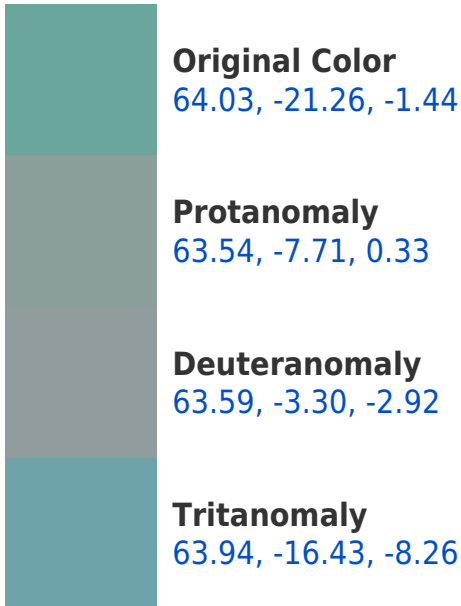 Original Color
64.03, -21.26, -1.44
Protanomaly
63.54, -7.71, 0.33
Deuteranomaly
63.59, -3.30, -2.92
Tritanomaly
63.94, -16.43, -8.26